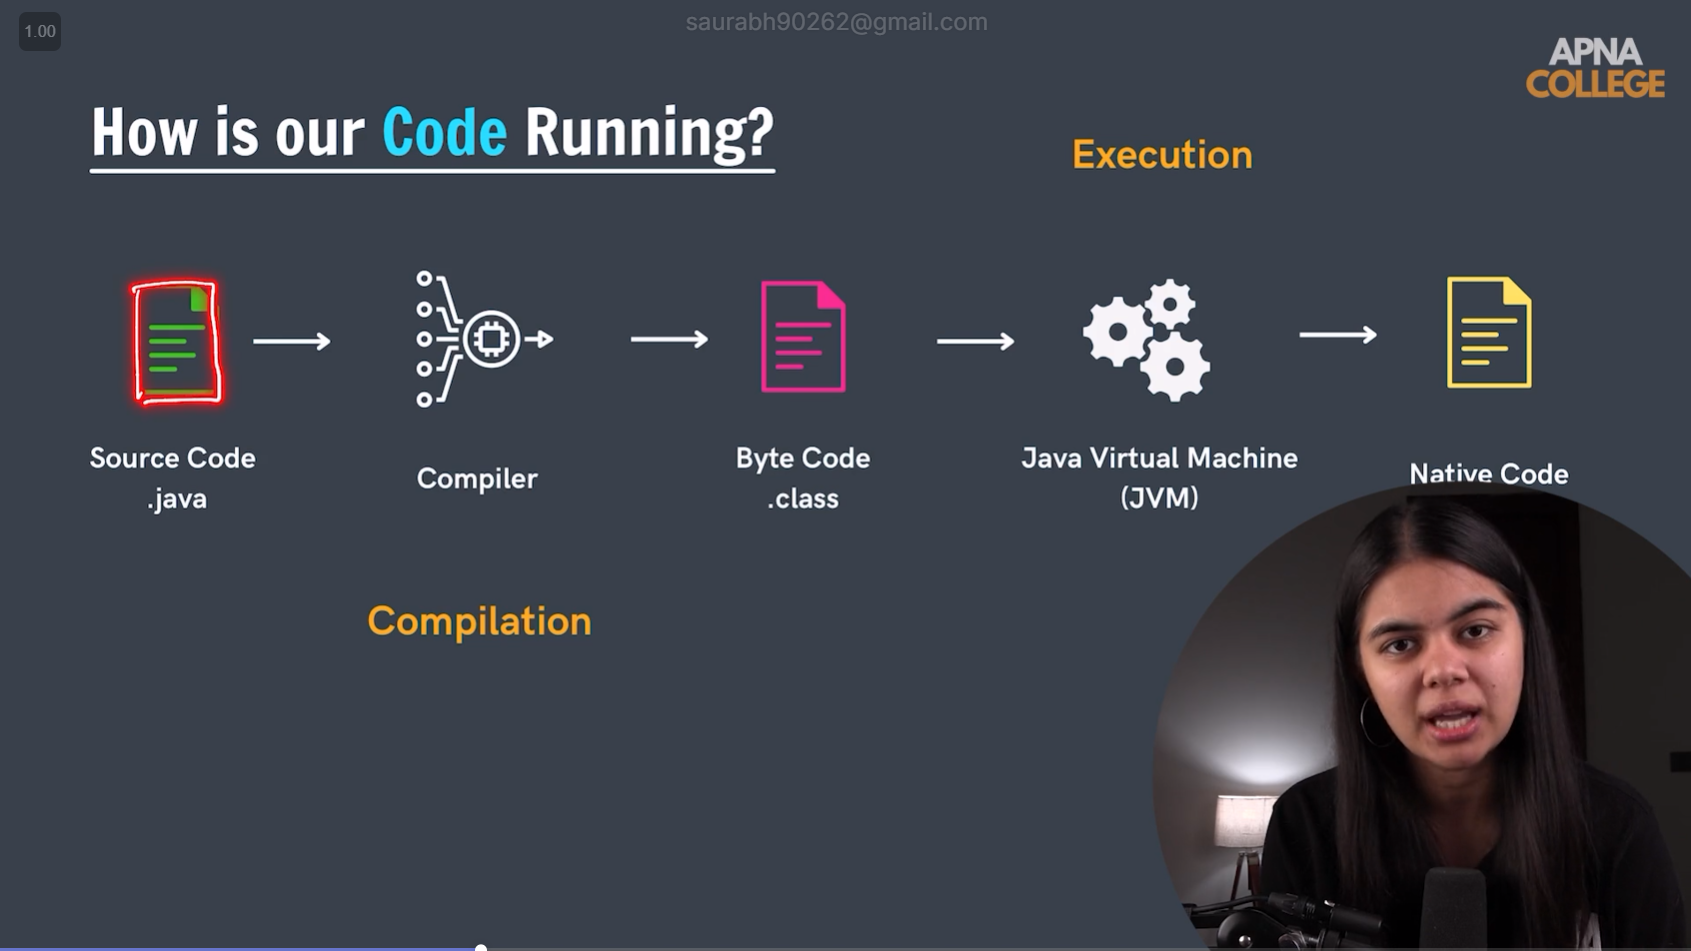 1.00
saurabh90262@gmail.com
APNA
COLLEGE
How is our Code Running?
Execution
Source Code
.java
Compiler
Byte Code
.class
Java Virtual Machine
(JVM)
Native Code
Compilation